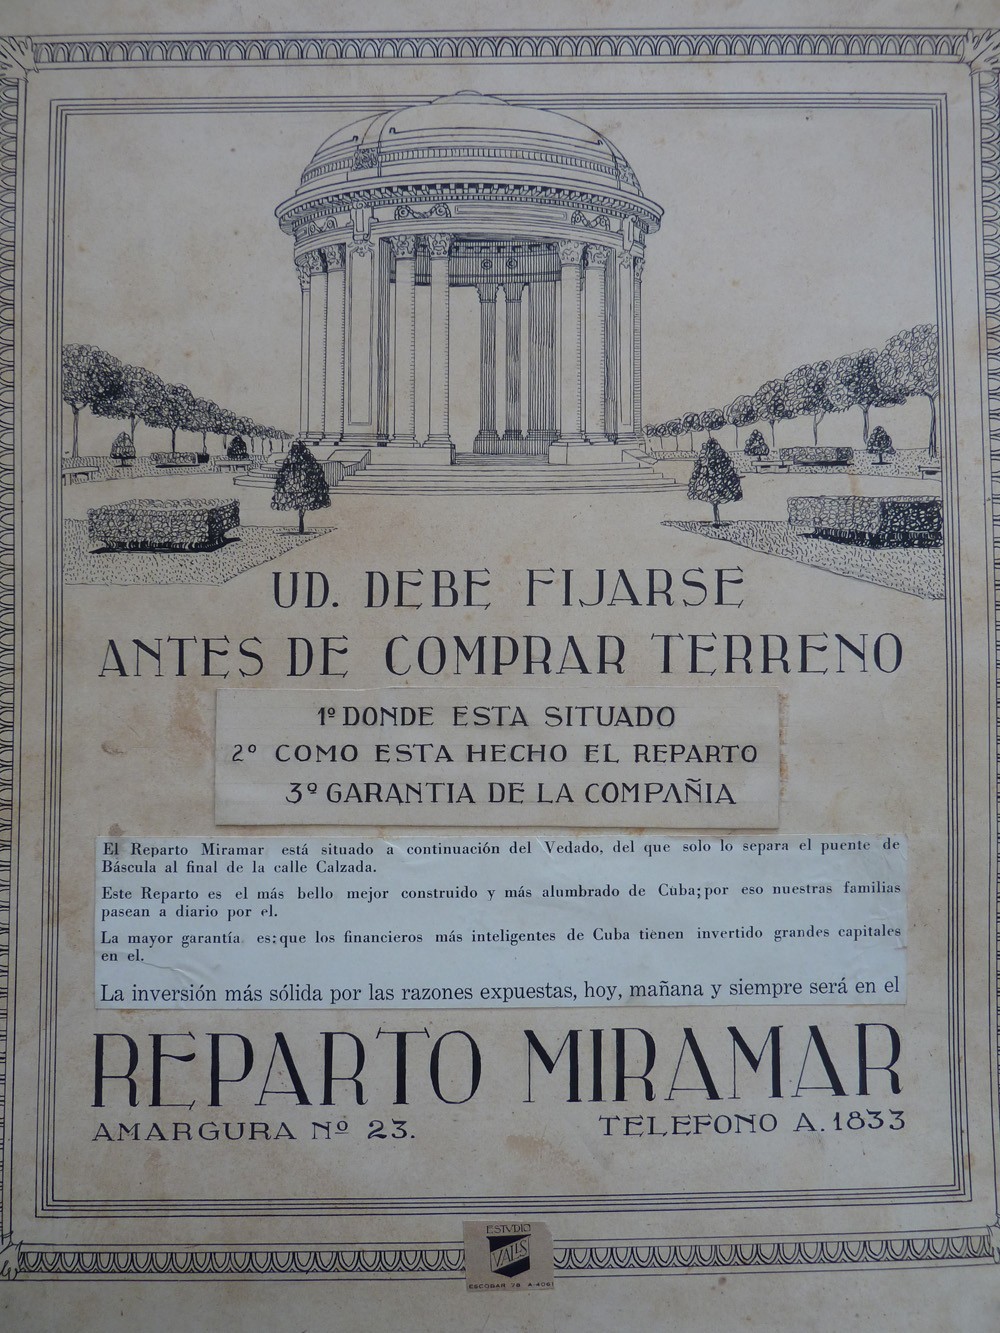 UD. DEBE FIJARSE
ANTES DE COMPRAR TERRENO
1º DONDE ESTA SITUADO
2º COMO ESTA HECHO EL REPARTO
3º GARANTIA DE LA COMPAÑIA
El Reparto Miramar está situado a continuación del Vedado, del que solo lo separa el puente de
Báscula al final de la calle Calzada.
Este Reparto es el más bello mejor construido y más alumbrado de Cuba; por eso nuestras familias
pasean a diario por el.
La mayor garantía es: que los financieros más inteligentes de Cuba tienen invertido grandes capitales
en el.
La inversión más sólida por las razones expuestas, hoy, mañana y siempre será en el
REPARTO MIRAMAR
AMARGURA Nº 23. TELEFONO A. 1833
ESTVDIO
VALLS
ESCOBAR 78 A-4061